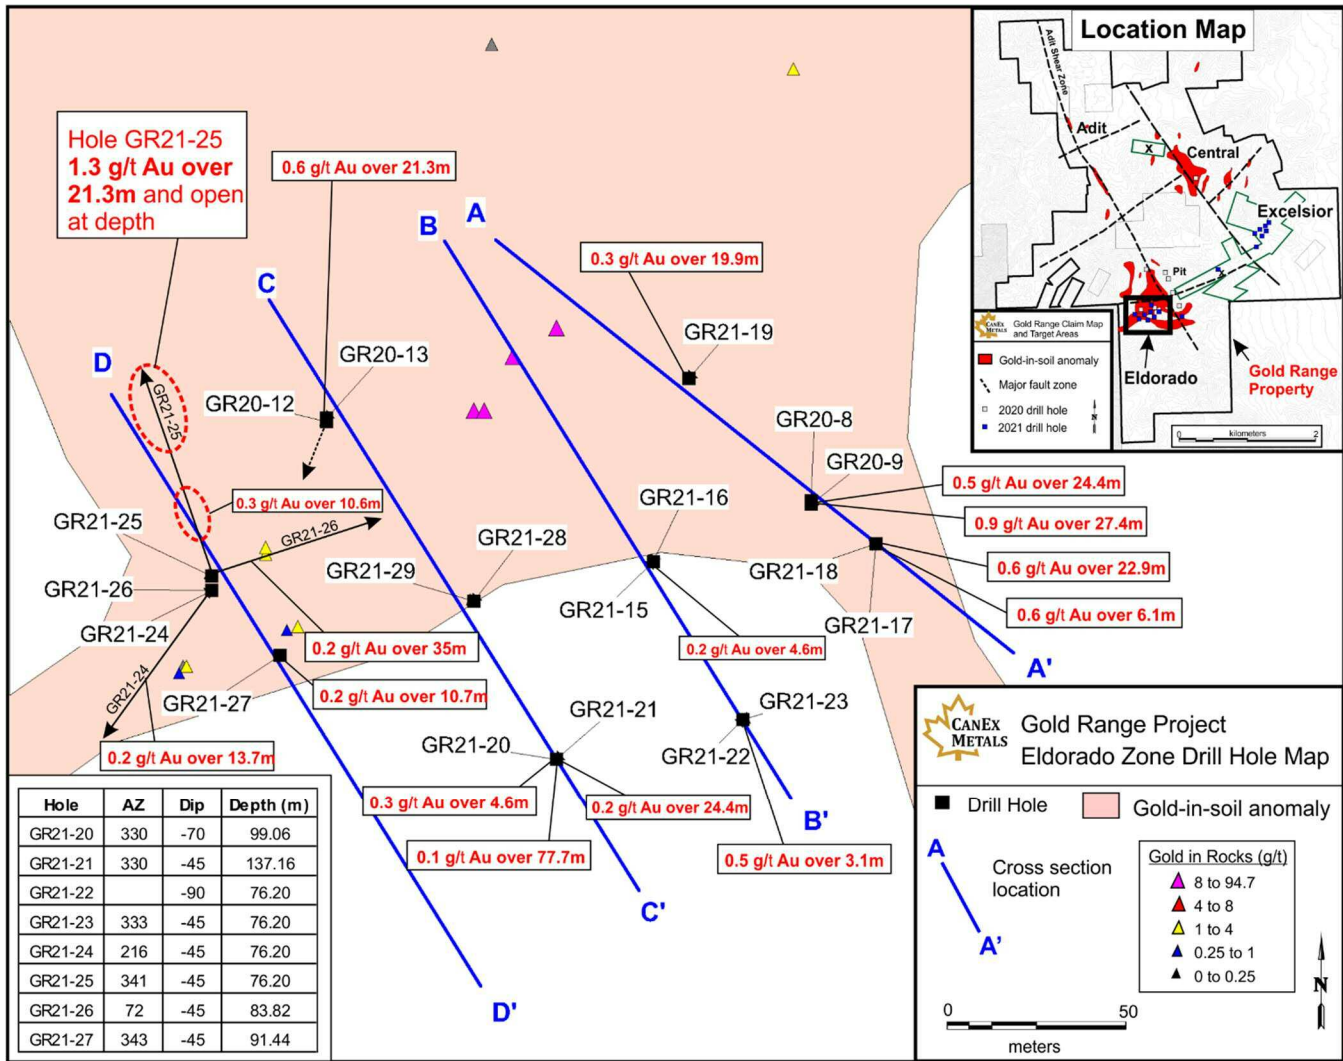 Hole GR21-25
1.3 g/t Au over
21.3m and open
at depth
0.6 g/t Au over 21.3m
A
B
C
D
0.3 g/t Au over 19.9m
GR21-19
GR20-13
GR20-12
GR21-25
GR20-8
GR20-9
0.5 g/t Au over 24.4m
0.9 g/t Au over 27.4m
0.3 g/t Au over 10.6m
GR21-16
GR21-25
GR21-26
GR21-28
GR21-29
GR21-18
0.6 g/t Au over 22.9m
GR21-26
GR21-15
0.6 g/t Au over 6.1m
GR21-17
GR21-24
0.2 g/t Au over 35m
0.2 g/t Au over 4.6m
A'
GR21-24
GR21-27
0.2 g/t Au over 10.7m
GR21-23
GR21-21
GR21-20
GR21-22
0.2 g/t Au over 13.7m
0.3 g/t Au over 4.6m
0.2 g/t Au over 24.4m
B'
0.1 g/t Au over 77.7m
0.5 g/t Au over 3.1m
C'
D'
Hole AZ Dip Depth (m)
GR21-20 330 -70 99.06
GR21-21 330 -45 137.16
GR21-22 -90 76.20
GR21-23 333 -45 76.20
GR21-24 216 -45 76.20
GR21-25 341 -45 76.20
GR21-26 72 -45 83.82
GR21-27 343 -45 91.44
Location Map
Adit Shear Zone
Adit
X
Central
Excelsior
Pit
X
CANEX
METALS
Gold Range Claim Map
and Target Areas
Gold-in-soil anomaly
Major fault zone
2020 drill hole
2021 drill hole
N
Eldorado
Gold Range
Property
0 kilometers 2
CANEX
METALS
Gold Range Project
Eldorado Zone Drill Hole Map
Drill Hole
Gold-in-soil anomaly
A
Cross section
location
A'
Gold in Rocks (g/t)
8 to 94.7
4 to 8
1 to 4
0.25 to 1
0 to 0.25
0 50
meters
N